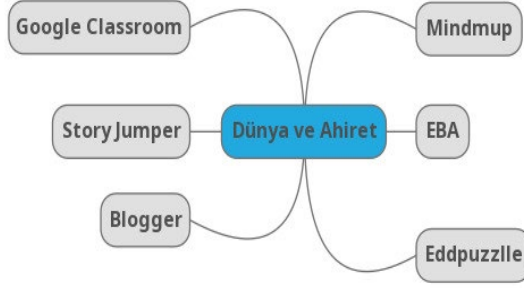 Google Classroom
Mindmup
Story Jumper
Dünya ve Ahiret
EBA
Blogger
Eddpuzzlle